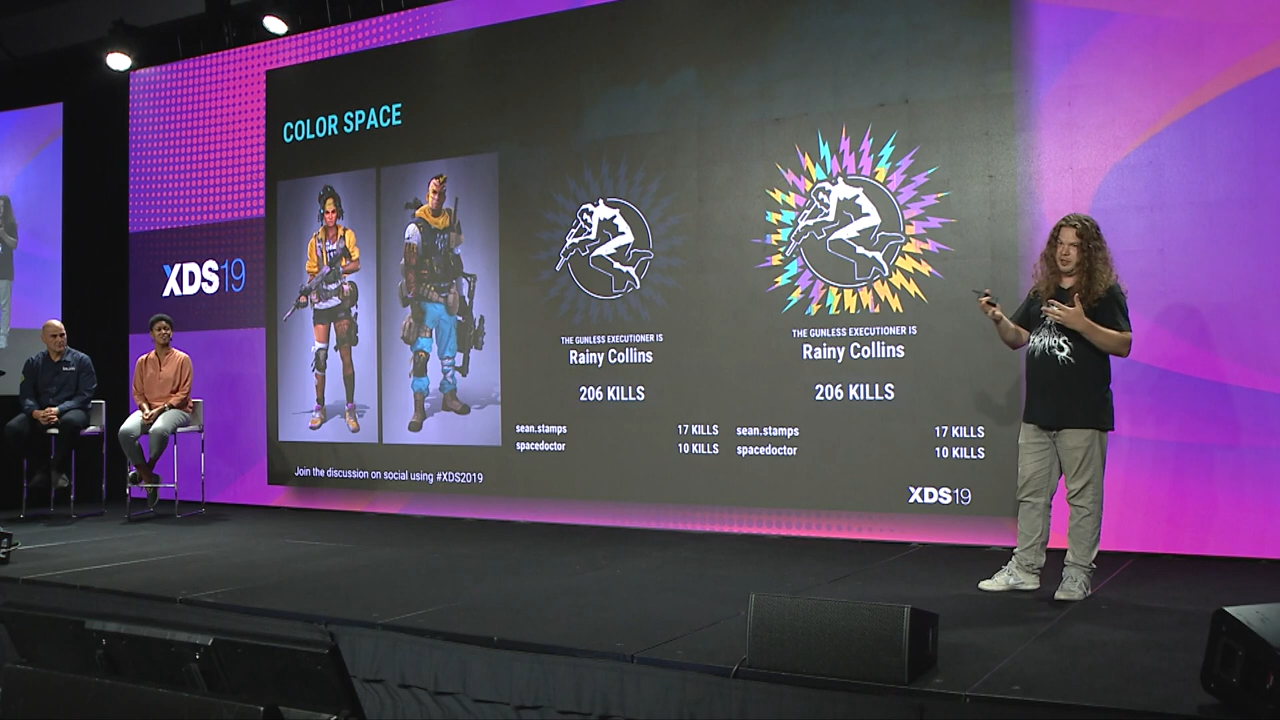 COLOR SPACE
XDS19
THE GUNLESS EXECUTIONER IS
Rainy Collins
206 KILLS
sean.stamps 17 KILLS
spacedoctor 10 KILLS
THE GUNLESS EXECUTIONER IS
Rainy Collins
206 KILLS
sean.stamps 17 KILLS
spacedoctor 10 KILLS
Join the discussion on social using #XDS2019
XDS19